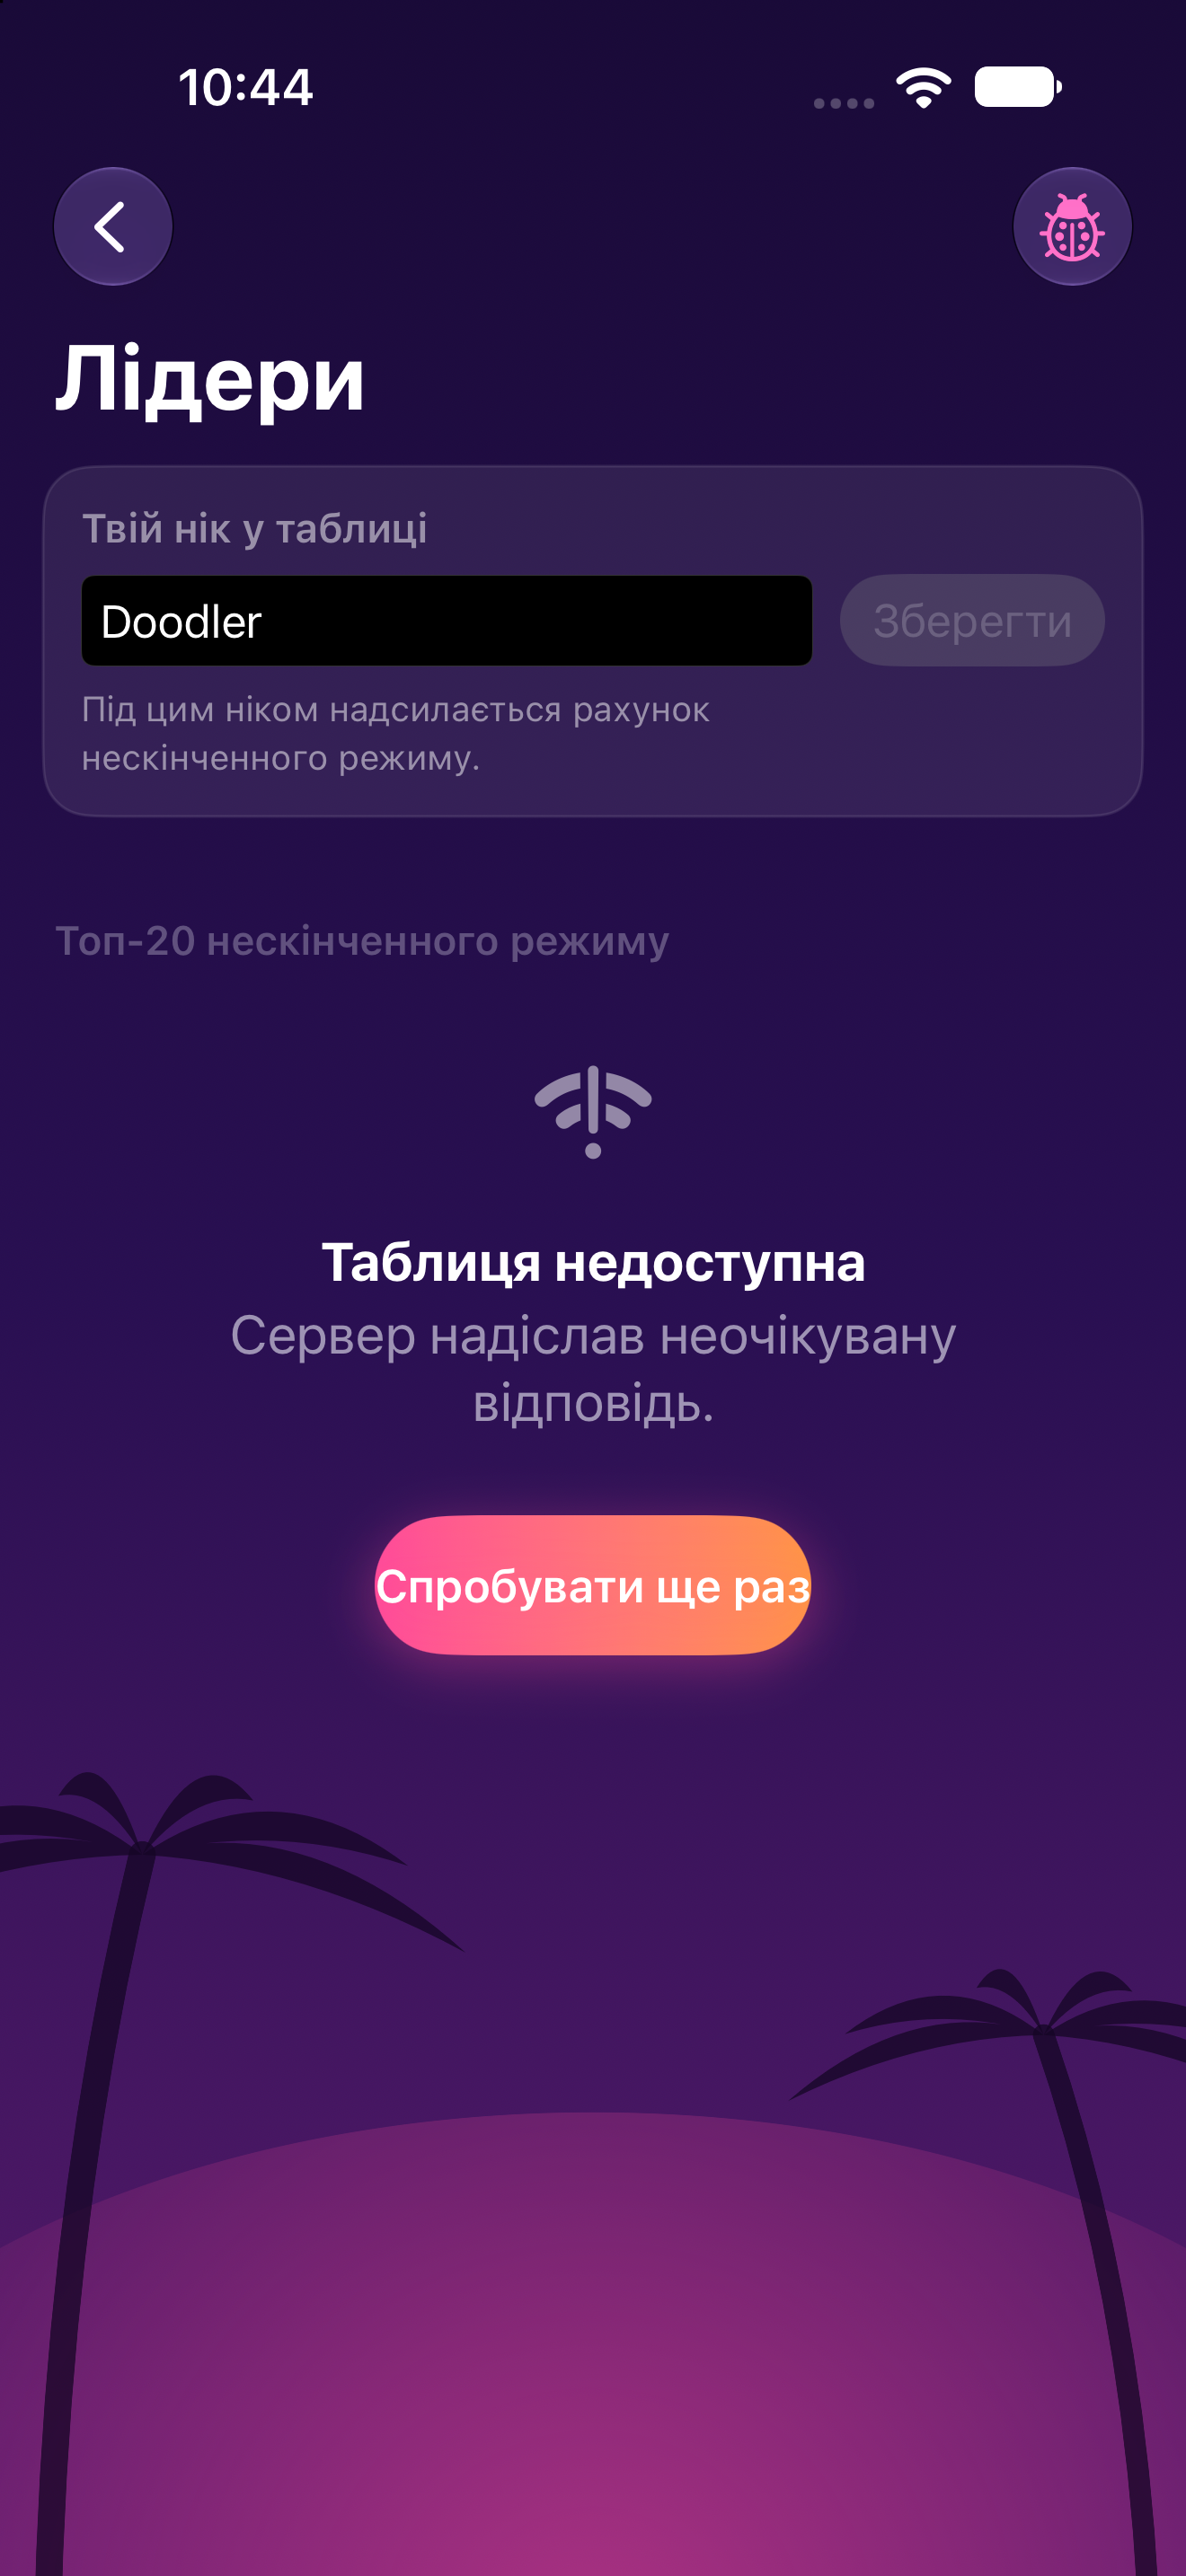 10:44
Лідери
Твій нік у таблиці
Doodler
Зберегти
Під цим ніком надсилається рахунок
нескінченного режиму.
Топ-20 нескінченного режиму
Таблиця недоступна
Сервер надіслав неочікувану
відповідь.
Спробувати ще раз